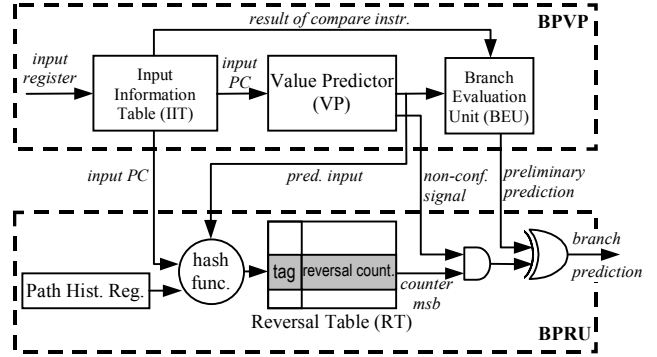 result of compare instr.
BPVP
input
register
Input
Information
Table (IIT)
input
PC
Value Predictor
(VP)
Branch
Evaluation
Unit (BEU)
input PC
pred. input
non-conf.
signal
preliminary
prediction
Path Hist. Reg.
hash
func.
tag
reversal count.
counter
msb
Reversal Table (RT)
branch
prediction
BPRU